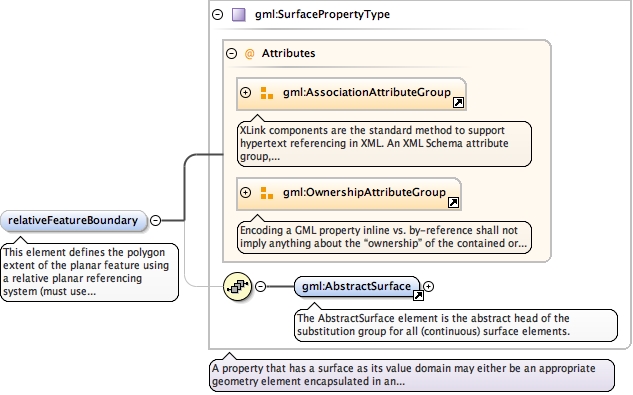 gml:SurfacePropertyType
@ Attributes
gml:AssociationAttributeGroup
XLink components are the standard method to support
hypertext referencing in XML. An XML Schema attribute
group,...
gml:OwnershipAttributeGroup
Encoding a GML property inline vs. by-reference shall not
imply anything about the "ownership" of the contained or...
relativeFeatureBoundary
This element defines the polygon
extent of the planar feature using
a relative planar referencing
system (must use...
gml:AbstractSurface
The AbstractSurface element is the abstract head of the
substitution group for all (continuous) surface elements.
A property that has a surface as its value domain may either be an appropriate
geometry element encapsulated in an...